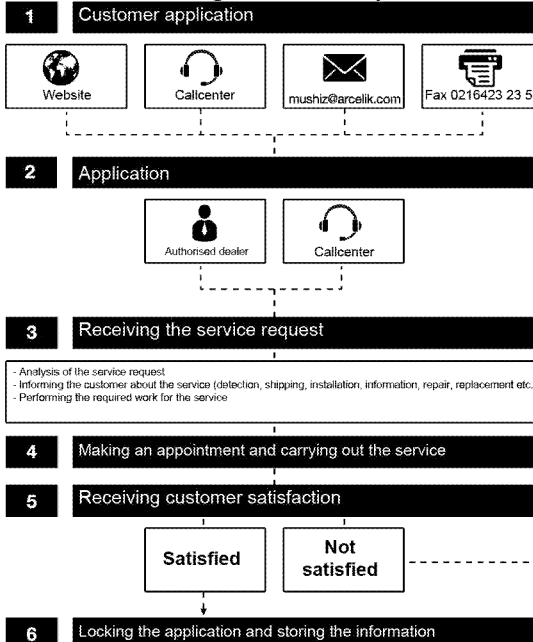 1 Customer application
Website
Callcenter
mushiz@arcelik.com
Fax 0216423 23 5
2 Application
Authorised dealer
Callcenter
3 Receiving the service request
- Analysis of the service request
- Informing the customer about the service (detection, shipping, installation, information, repair, replacement etc.
- Performing the required work for the service
4 Making an appointment and carrying out the service
5 Receiving customer satisfaction
Satisfied
Not
satisfied
6 Locking the application and storing the information